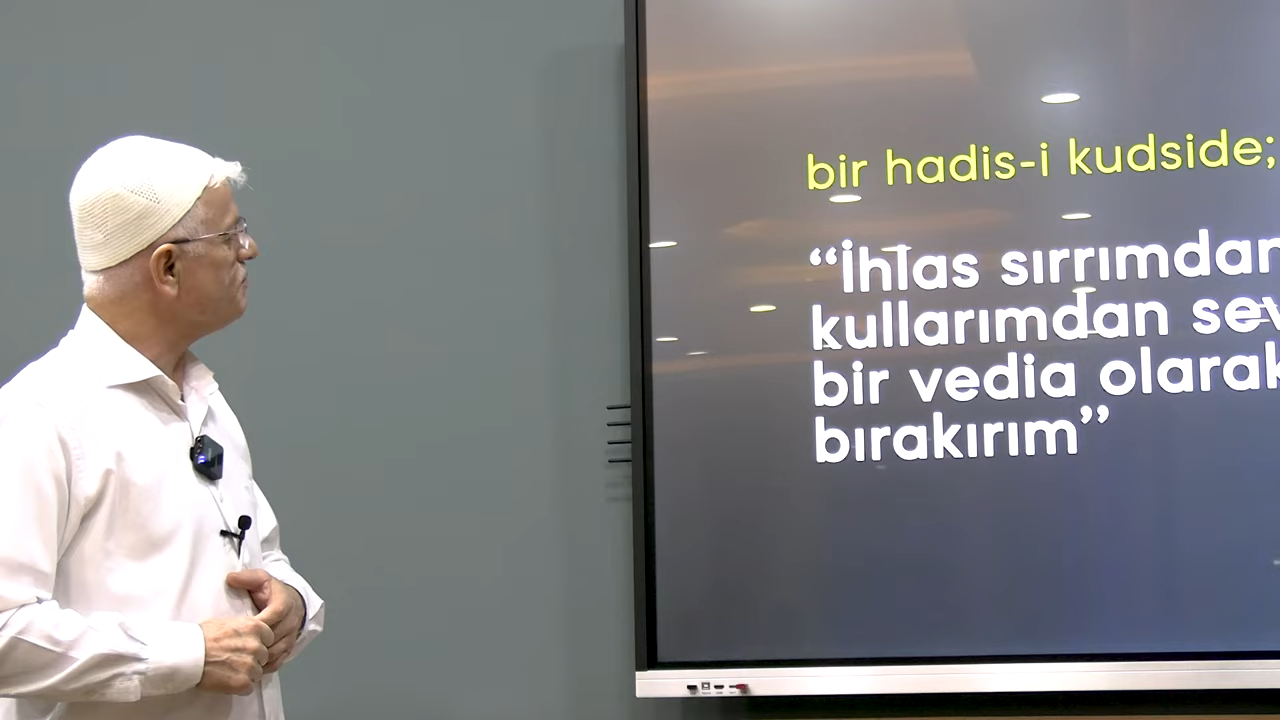 bir hadis-i kudside;
“İhlas sırrımdan
kullarımdan
bir vedia olarak
bırakırım”